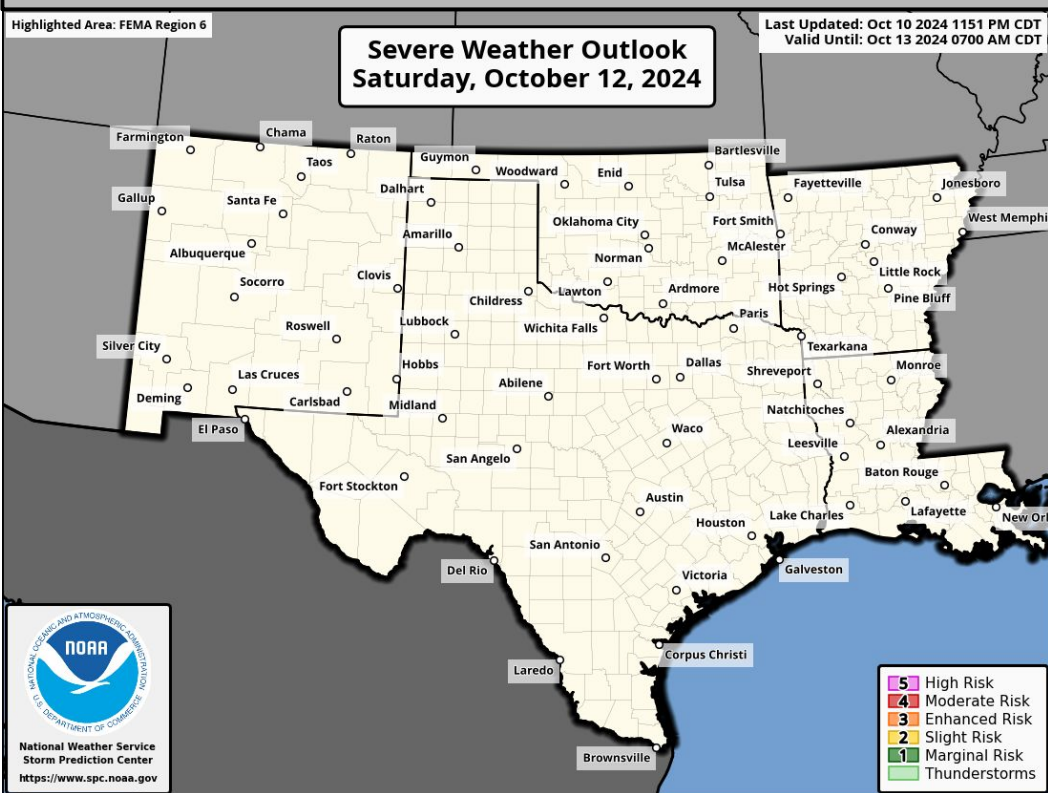 Highlighted Area: FEMA Region 6
Severe Weather Outlook
Saturday, October 12, 2024
Last Updated: Oct 10 2024 1151 PM CDT
Valid Until: Oct 13 2024 0700 AM CDT
Farmington
Chama
Raton
Taos
Guymon
Woodward
Enid
Bartlesville
Tulsa
Fayetteville
Jonesboro
Gallup
Santa Fe
Dalhart
Oklahoma City
Fort Smith
West Memphi
Albuquerque
Amarillo
Norman
McAlester
Conway
Socorro
Clovis
Childress
Lawton
Ardmore
Hot Springs
Little Rock
Pine Bluff
Roswell
Lubbock
Wichita Falls
Paris
Texarkana
Silver City
Las Cruces
Hobbs
Abilene
Fort Worth
Dallas
Shreveport
Monroe
Deming
Carlsbad
Midland
Natchitoches
El Paso
Waco
Leesville
Alexandria
San Angelo
Fort Stockton
Baton Rouge
Austin
Houston
Lake Charles
Lafayette
New Orl
Del Rio
San Antonio
Galveston
Victoria
Laredo
Corpus Christi
Brownsville
NATIONAL OCEANIC AND ATMOSPHERIC ADMINISTRATION
NOAA
U.S. DEPARTMENT OF COMMERCE
National Weather Service
Storm Prediction Center
https://www.spc.noaa.gov
5 High Risk
4 Moderate Risk
3 Enhanced Risk
2 Slight Risk
1 Marginal Risk
Thunderstorms